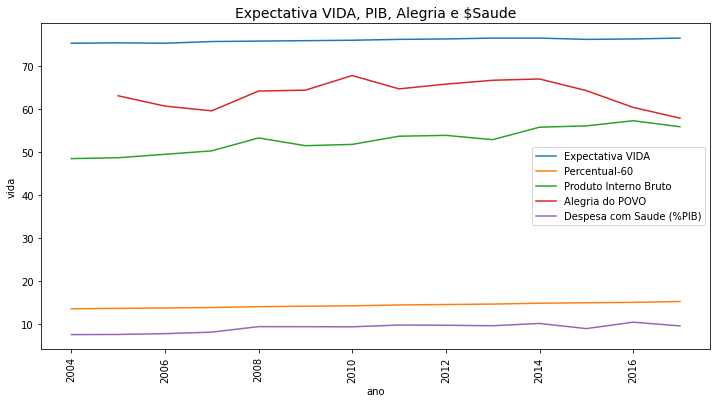 Expectativa VIDA, PIB, Alegria e $Saude
vida
70
60
50
40
30
20
10
Expectativa VIDA
Percentual-60
Produto Interno Bruto
Alegria do POVO
Despesa com Saude (%PIB)
2004
2006
2008
2010
2012
2014
2016
ano